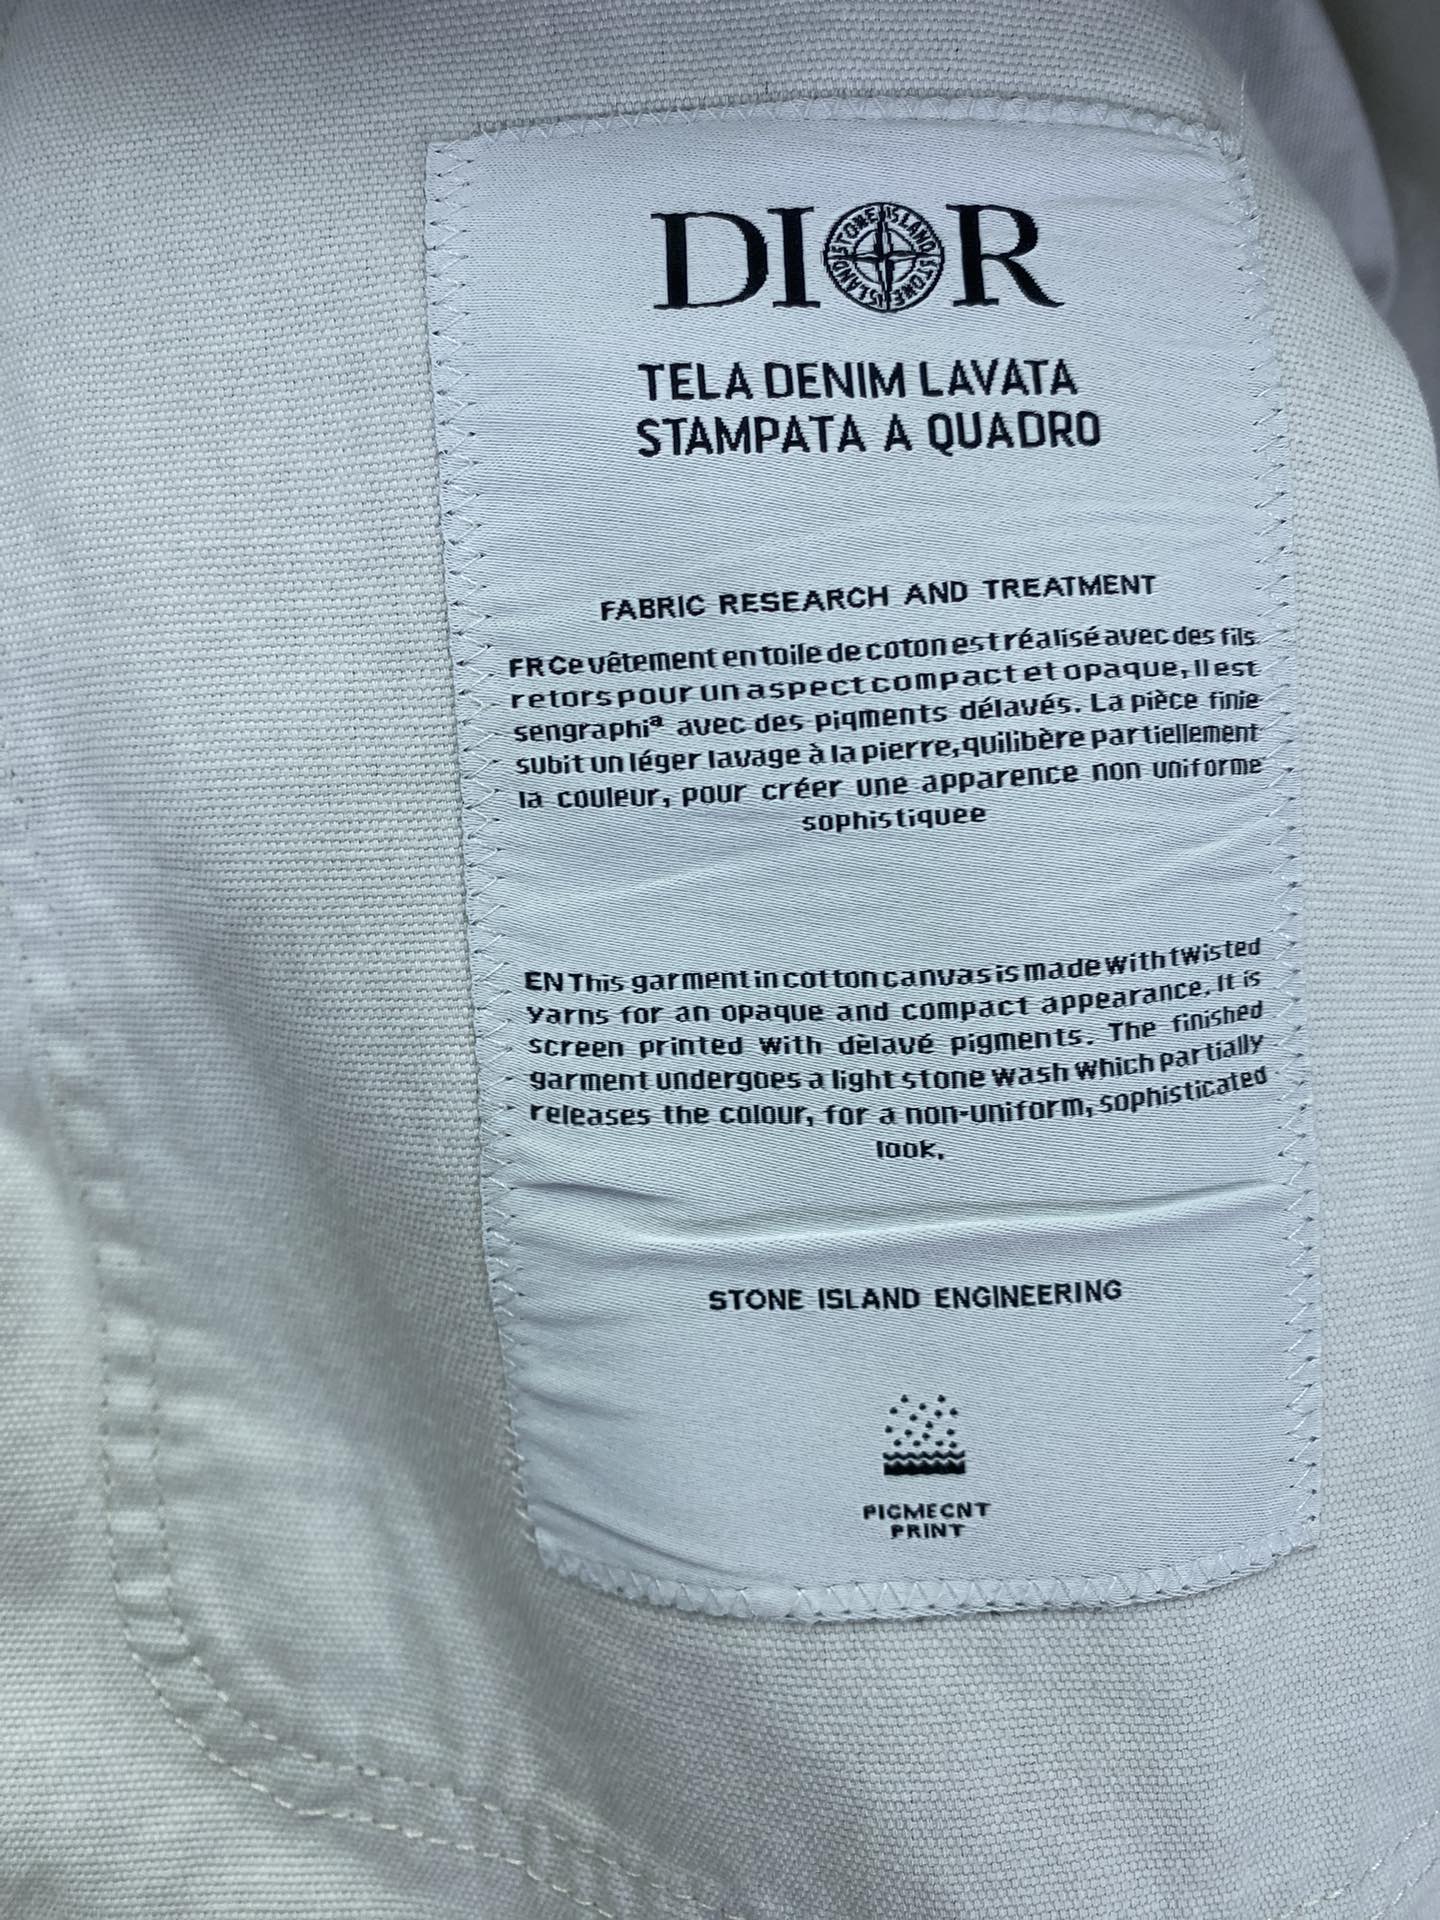 DIOR
STONE ISLAND STONE ISLAND
TELA DENIM LAVATA
STAMPATA A QUADRO
FABRIC RESEARCH AND TREATMENT
FR Ce vêtement en toile de coton est réalisé avec des fils
retors pour un aspect compact et opaque, Il est
sengraphiª avec des piqments délavés. La pièce finie
subit un léger lavage à la pierre, qUilibère partiellement
la couleur, pour créer une apparence non uniforme
sophistiquee
EN This garment in cotton canvas is made with twisted
yarns for an opaque and compact appearance. It is
screen printed with dèlavé pigments. The finished
garment undergoes a light stone wash which partially
releases the colour, for a non-uniform, sophisticated
look.
STONE ISLAND ENGINEERING
PIGMECNT
PRINT